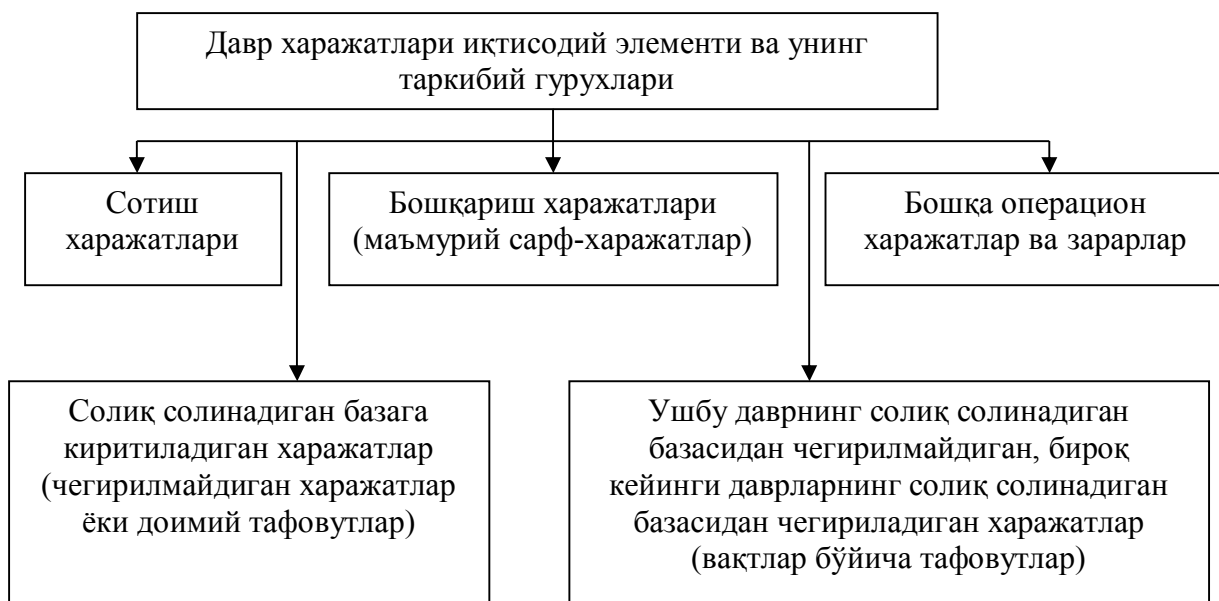 Давр харажатлари иқтисодий элементи ва унинг
таркибий гурухлари
Сотиш
харажатлари
Бошқариш харажатлари
(маъмурий сарф-харажатлар)
Бошқа операцион
харажатлар ва зарарлар
Солиқ солинадиган базага
киритиладиган харажатлар
(чегирилмайдиган харажатлар
ёки доимий тафовутлар)
Ушбу даврнинг солиқ солинадиган
базасидан чегирилмайдиган, бироқ
кейинги даврларнинг солиқ солинадиган
базасидан чегириладиган харажатлар
(вақтлар бўйича тафовутлар)